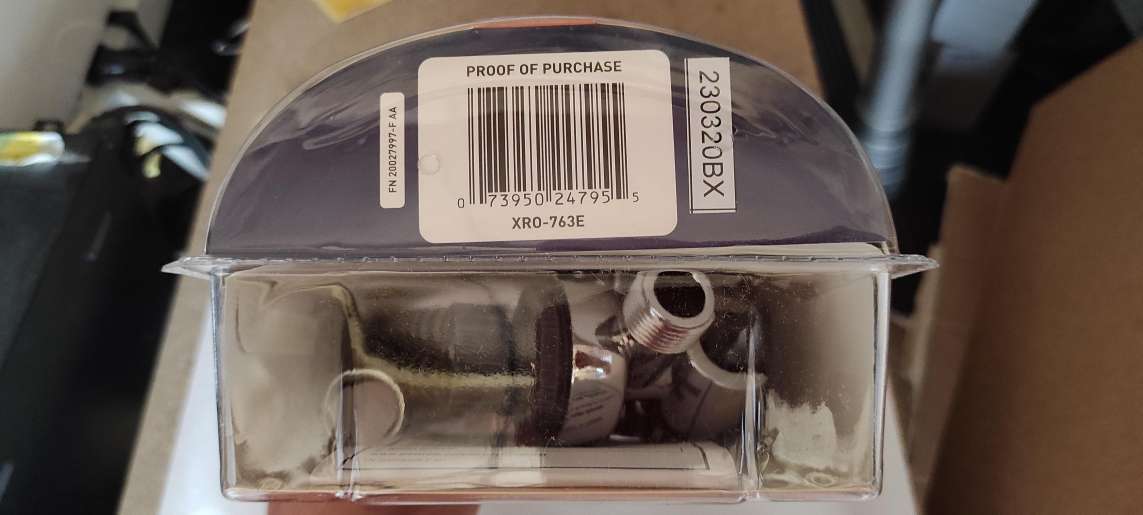 PROOF OF PURCHASE
0 73950 24795 5
XRO-763E
FN 20027997-F AA
230320BX